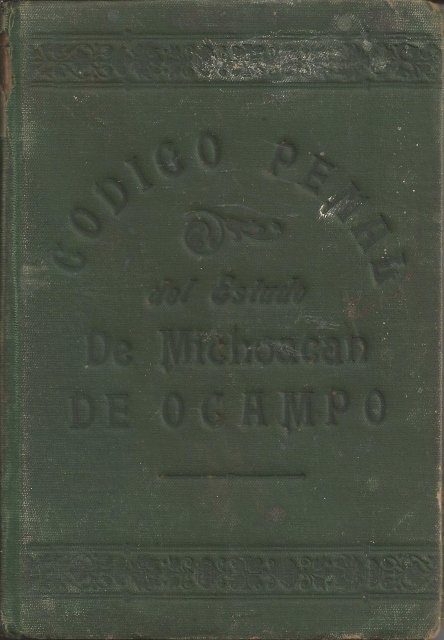 CODIGO PENAL
del Estado
De Michoacan
DE OCAMPO